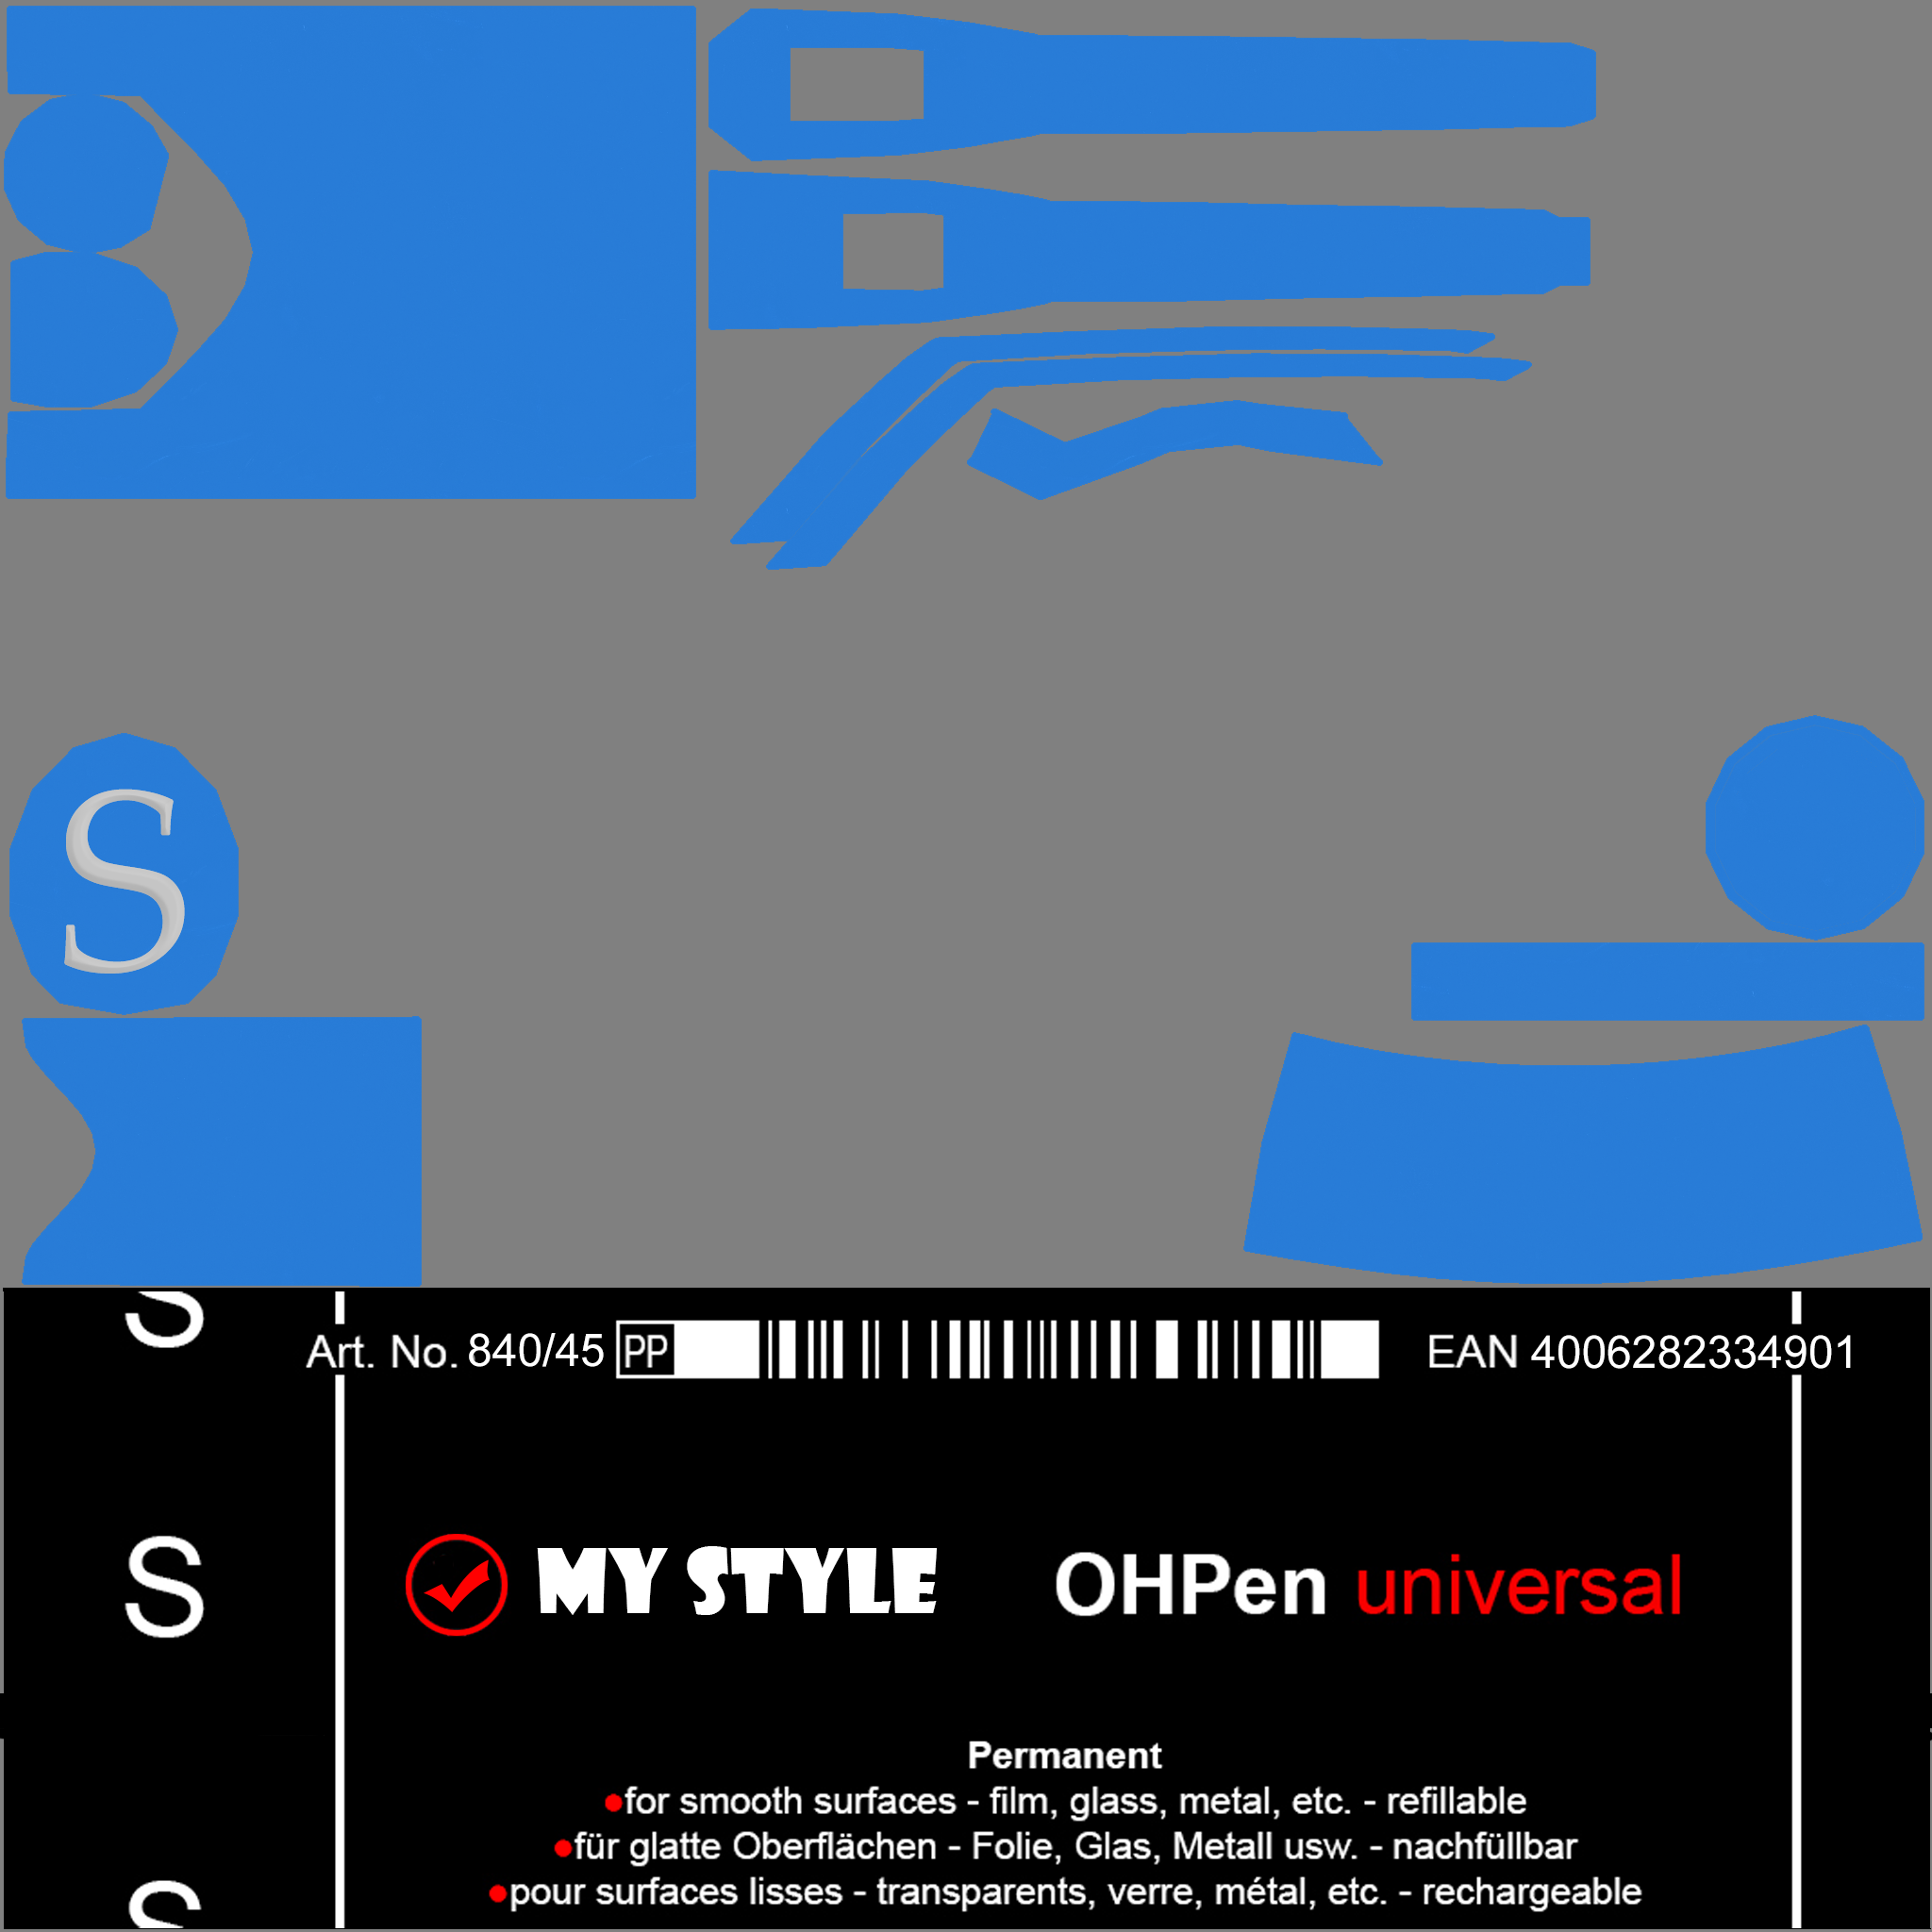 S
S
Art. No. 840/45 PP EAN 4006282334901
S MY STYLE OHPen universal
Permanent
for smooth surfaces - film, glass, metal, etc. - refillable
für glatte Oberflächen - Folie, Glas, Metall usw. - nachfüllbar
pour surfaces lisses - transparents, verre, métal, etc. - rechargeable
S